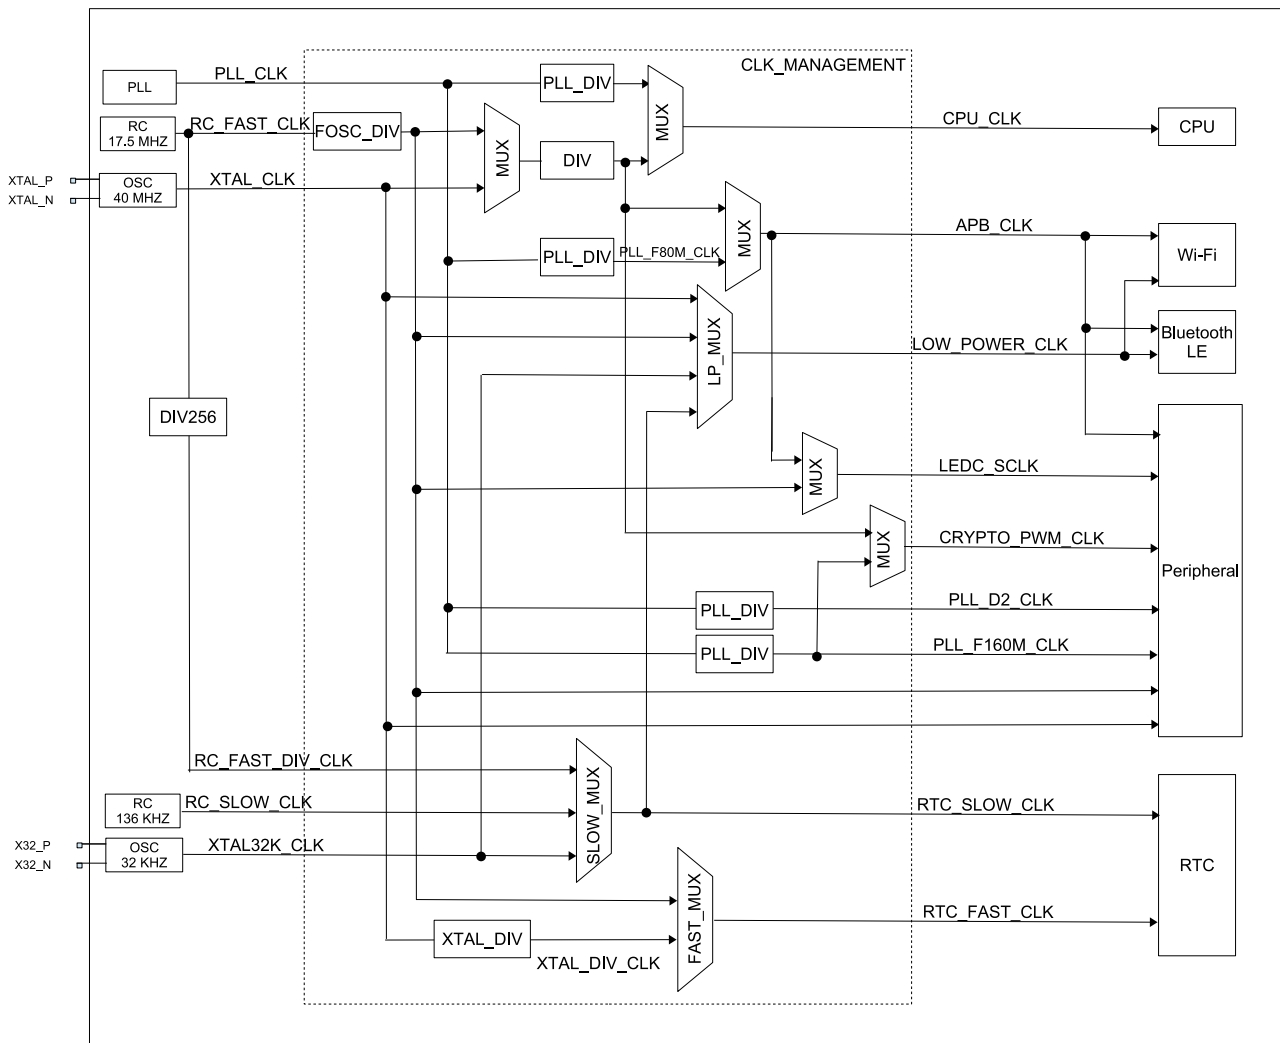 CLK_MANAGEMENT
PLL
PLL_CLK
PLL_DIV
MUX
RC
17.5 MHZ
RC_FAST_CLK
FOSC_DIV
MUX
DIV
CPU_CLK
CPU
XTAL_P
XTAL_N
OSC
40 MHZ
XTAL_CLK
PLL_DIV
PLL_F80M_CLK
MUX
APB_CLK
Wi-Fi
LP_MUX
LOW_POWER_CLK
Bluetooth
LE
DIV256
MUX
LEDC_SCLK
MUX
CRYPTO_PWM_CLK
Peripheral
PLL_DIV
PLL_D2_CLK
PLL_DIV
PLL_F160M_CLK
RC_FAST_DIV_CLK
RC
136 KHZ
RC_SLOW_CLK
SLOW_MUX
RTC_SLOW_CLK
X32_P
X32_N
OSC
32 KHZ
XTAL32K_CLK
RTC
FAST_MUX
RTC_FAST_CLK
XTAL_DIV
XTAL_DIV_CLK